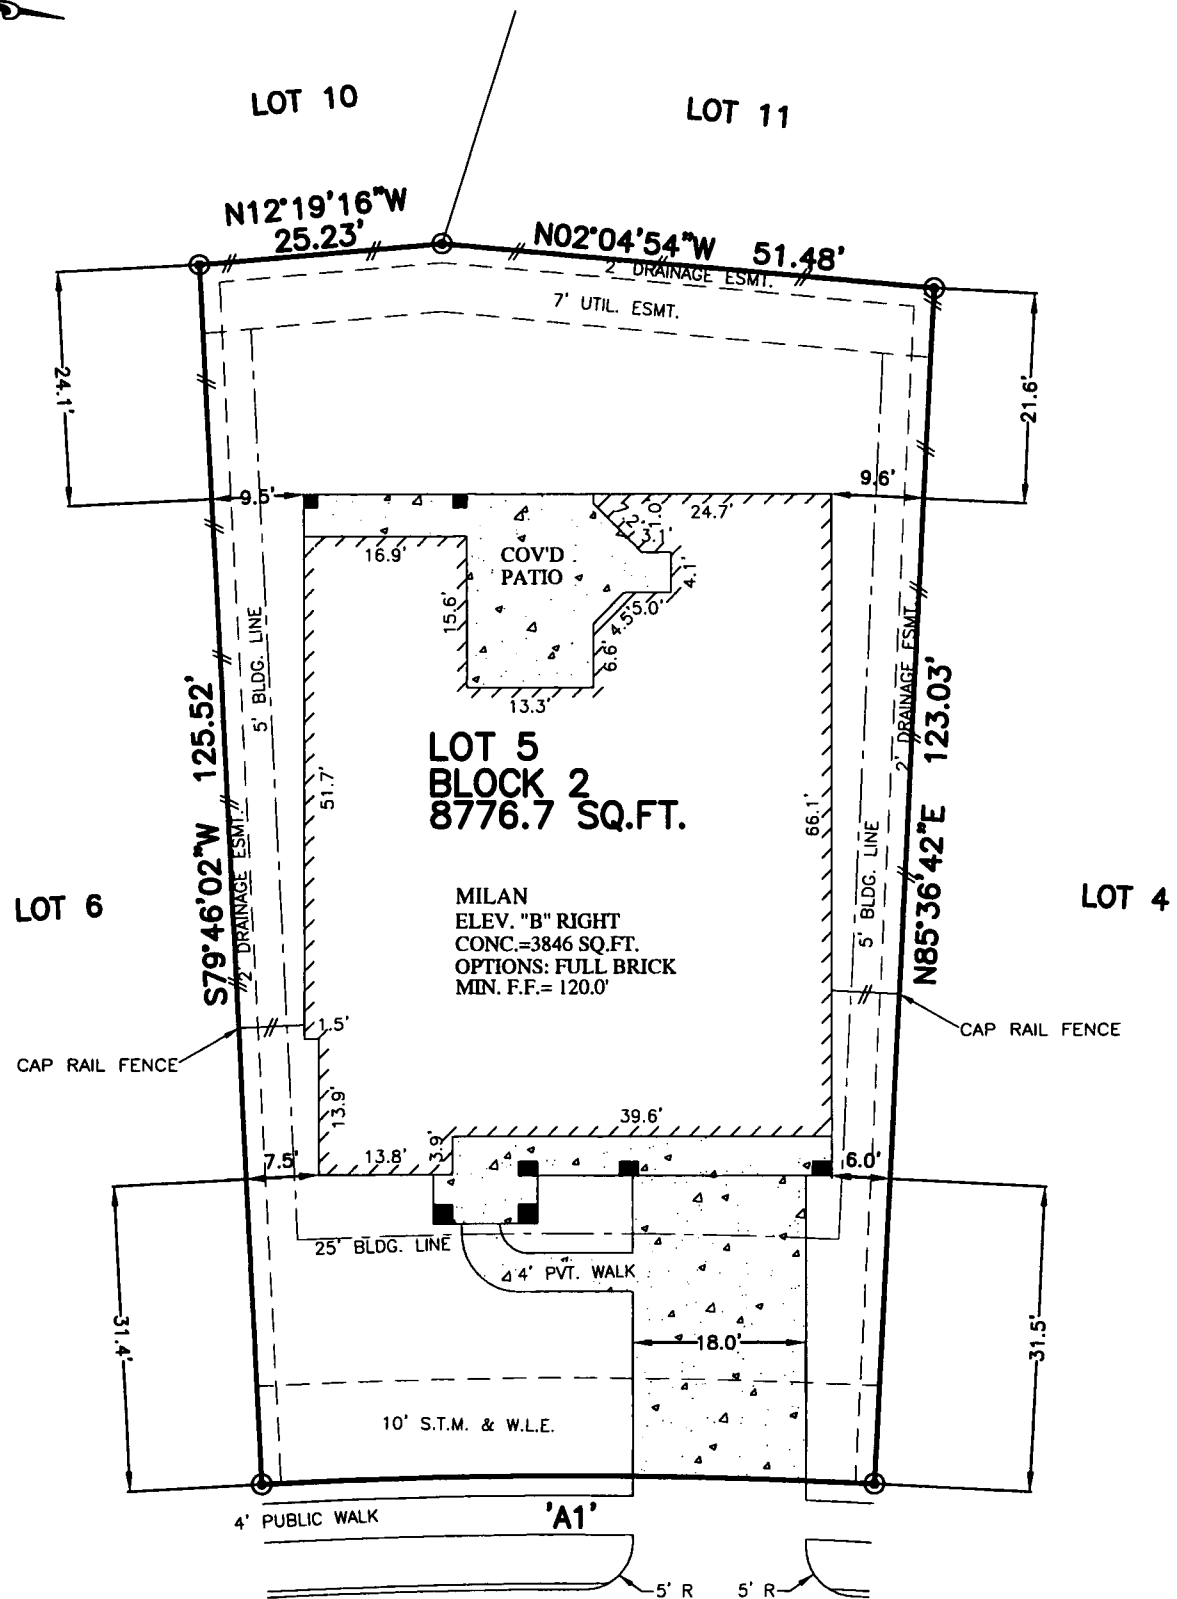 LOT 10
LOT 11
N12°19'16"W
25.23'
N02°04'54"W 51.48'
2' DRAINAGE ESMT.
7' UTIL. ESMT.
24.1'
21.6'
9.5'
9.6'
24.7'
1.0'
7.2'
3.1'
16.9'
COV'D
PATIO
4.1'
15.6'
5.0'
4.5'
6.6'
13.3'
5' BLDG. LINE
2' DRAINAGE ESMT.
S79°46'02"W 125.52'
N85°36'42"E 123.03'
LOT 5
BLOCK 2
8776.7 SQ.FT.
51.7'
66.1'
2' DRAINAGE ESMT.
5' BLDG. LINE
LOT 6
LOT 4
MILAN
ELEV. "B" RIGHT
CONC.=3846 SQ.FT.
OPTIONS: FULL BRICK
MIN. F.F.= 120.0'
1.5'
CAP RAIL FENCE
CAP RAIL FENCE
13.9'
39.6'
3.9'
7.5'
13.8'
6.0'
25' BLDG. LINE
4' PVT. WALK
31.4'
18.0'
31.5'
10' S.T.M. & W.L.E.
4' PUBLIC WALK
'A1'
5' R
5' R